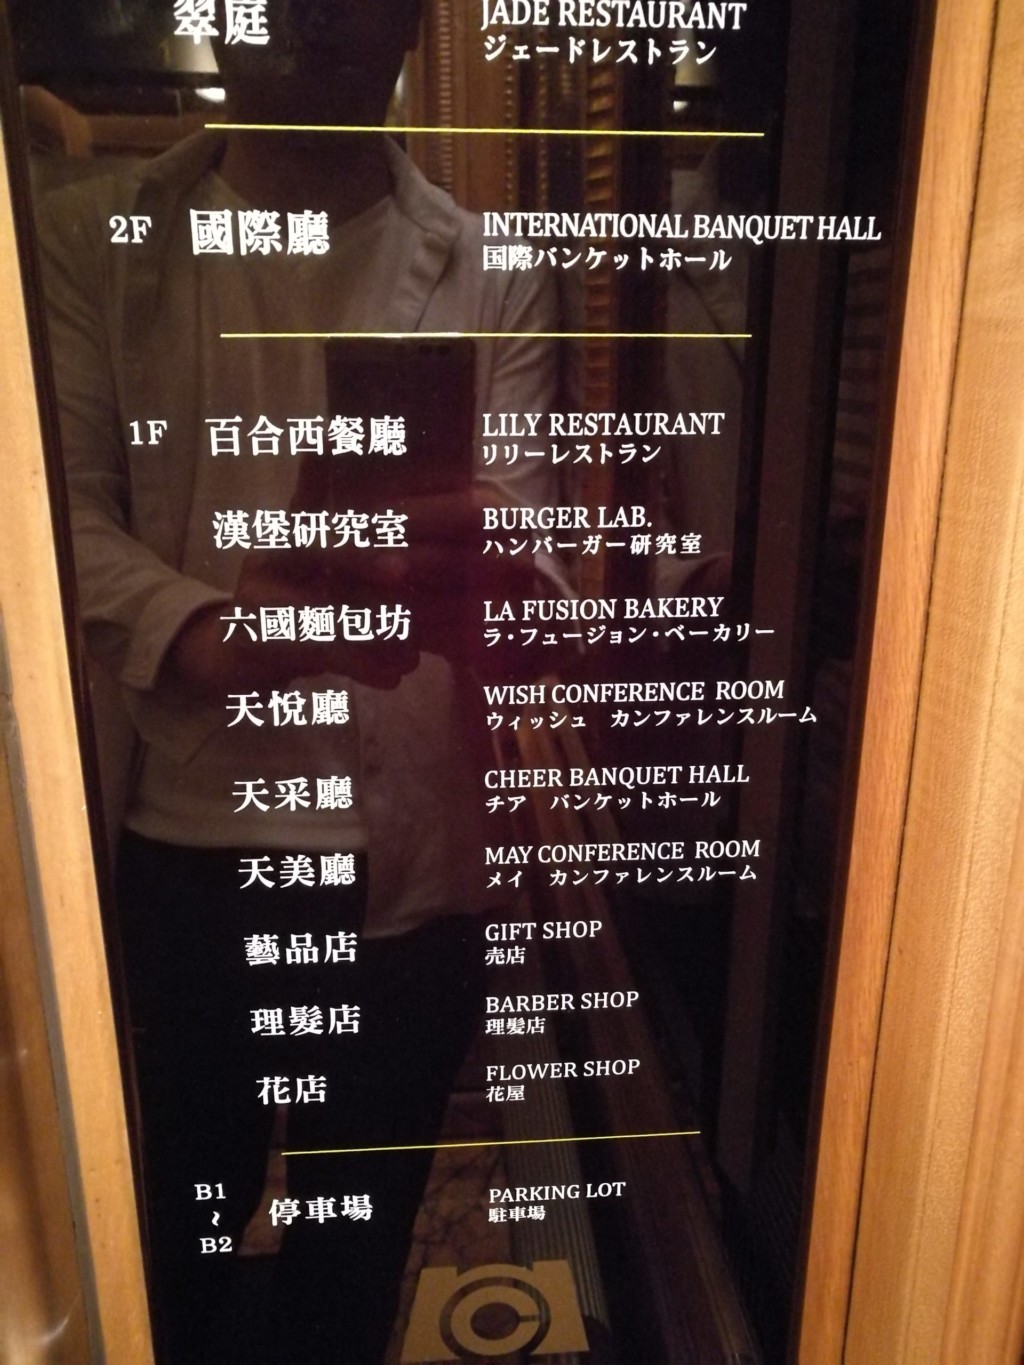 翠庭 JADE RESTAURANT
ジェードレストラン
2F 國際廳 INTERNATIONAL BANQUET HALL
国際バンケットホール
1F 百合西餐廳 LILY RESTAURANT
リリーレストラン
漢堡研究室 BURGER LAB.
ハンバーガー研究室
六國麵包坊 LA FUSION BAKERY
ラ・フュージョン・ベーカリー
天悅廳 WISH CONFERENCE ROOM
ウィッシュ カンファレンスルーム
天采廳 CHEER BANQUET HALL
チア バンケットホール
天美廳 MAY CONFERENCE ROOM
メイ カンファレンスルーム
藝品店 GIFT SHOP
売店
理髮店 BARBER SHOP
理髪店
花店 FLOWER SHOP
花屋
B1
~
B2
停車場 PARKING LOT
駐車場